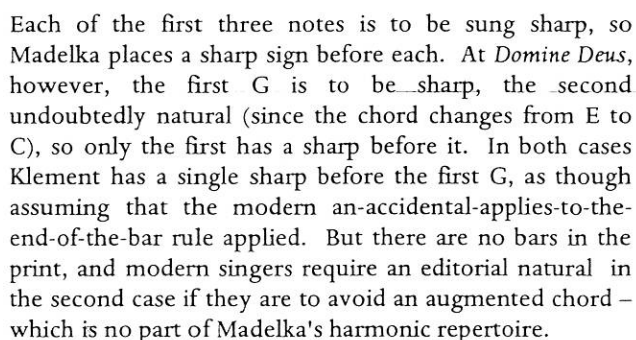 Each of the first three notes is to be sung sharp, so
Madelka places a sharp sign before each. At Domine Deus,
however, the first G is to be sharp, the second
undoubtedly natural (since the chord changes from E to
C), so only the first has a sharp before it. In both cases
Klement has a single sharp before the first G, as though
assuming that the modern an-accidental-applies-to-the-
end-of-the-bar rule applied. But there are no bars in the
print, and modern singers require an editorial natural in
the second case if they are to avoid an augmented chord –
which is no part of Madelka's harmonic repertoire.